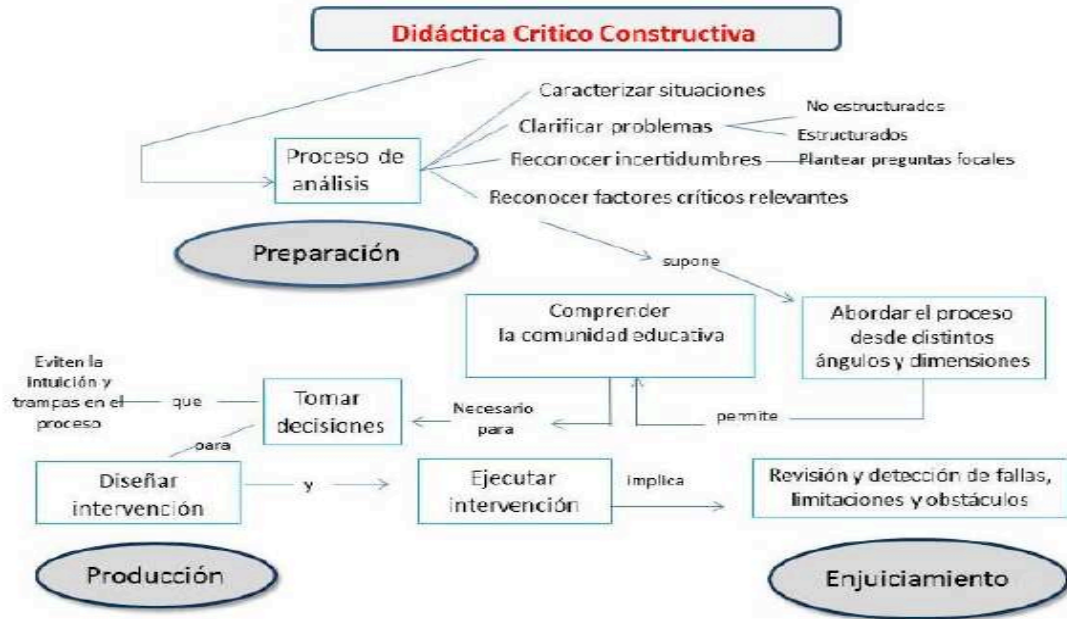 Didáctica Critico Constructiva
Caracterizar situaciones
No estructurados
Clarificar problemas
Estructurados
Proceso de
análisis
Reconocer incertidumbres
Plantear preguntas focales
Reconocer factores críticos relevantes
Preparación
supone
Comprender
la comunidad educativa
Abordar el proceso
desde distintos
ángulos y dimensiones
Eviten la
intuición y
trampas en el
proceso
que
Tomar
decisiones
Necesario
para
permite
para
Diseñar
intervención
y
Ejecutar
intervención
implica
Revisión y detección de fallas,
limitaciones y obstáculos
Producción
Enjuiciamiento